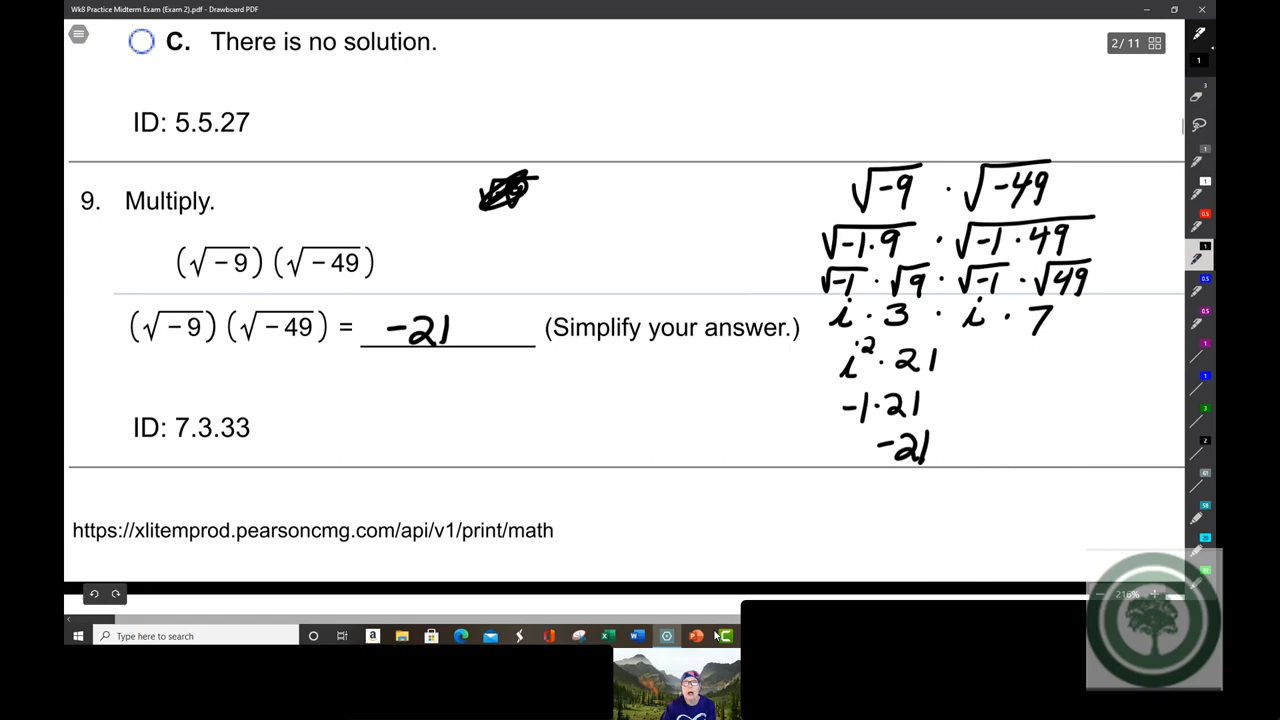 Wk8 Practice Midterm Exam (Exam 2).pdf - Drawboard PDF
C. There is no solution.
2 / 11
ID: 5.5.27
9. Multiply.
(√−9)(√−49)
(√−9)(√−49) = -21 (Simplify your answer.)
ID: 7.3.33
√-9 · √-49
√-1·9 · √-1·49
√-1 · √9 · √-1 · √49
i · 3 · i · 7
i² · 21
-1·21
-21
https://xlitemprod.pearsoncmg.com/api/v1/print/math
216%
Type here to search